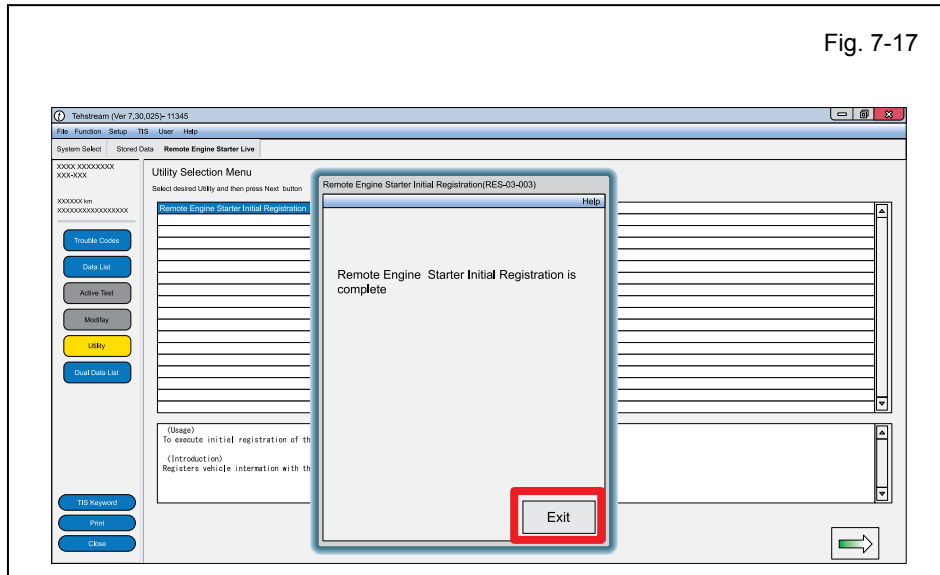 Fig. 7-17
Tehstream (Ver 7,30,025)- 11345
File Function Setup TIS User Help
System Select Stored Data Remote Engine Starter Live
XXXX XXXXXXXX
XXX-XXX
XXXXXX km
XXXXXXXXXXXXXXXXX
Trouble Codes
Data List
Active Test
Modifay
Utility
Dual Data List
TIS Keyword
Print
Close
Utility Selection Menu
Select desired Utility and then press Next button
Remote Engine Starter Initial Registration
(Usage)
To execute initiel registration of th
(Introduction)
Registers vehicle intermation with th
Remote Engine Starter Initial Registration(RES-03-003)
Help
Remote Engine Starter Initial Registration is
complete
Exit